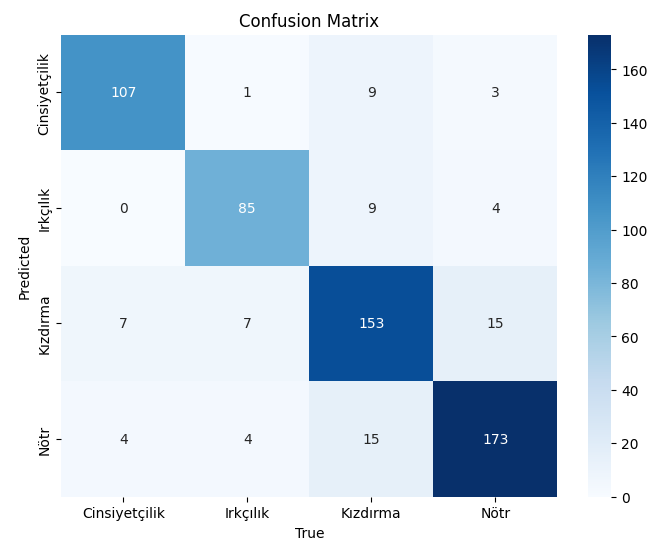 Confusion Matrix
Cinsiyetçilik
107 1 9 3
Irkçılık
0 85 9 4
Kızdırma
7 7 153 15
Nötr
4 4 15 173
Predicted
Cinsiyetçilik Irkçılık Kızdırma Nötr
True
160
140
120
100
80
60
40
20
0